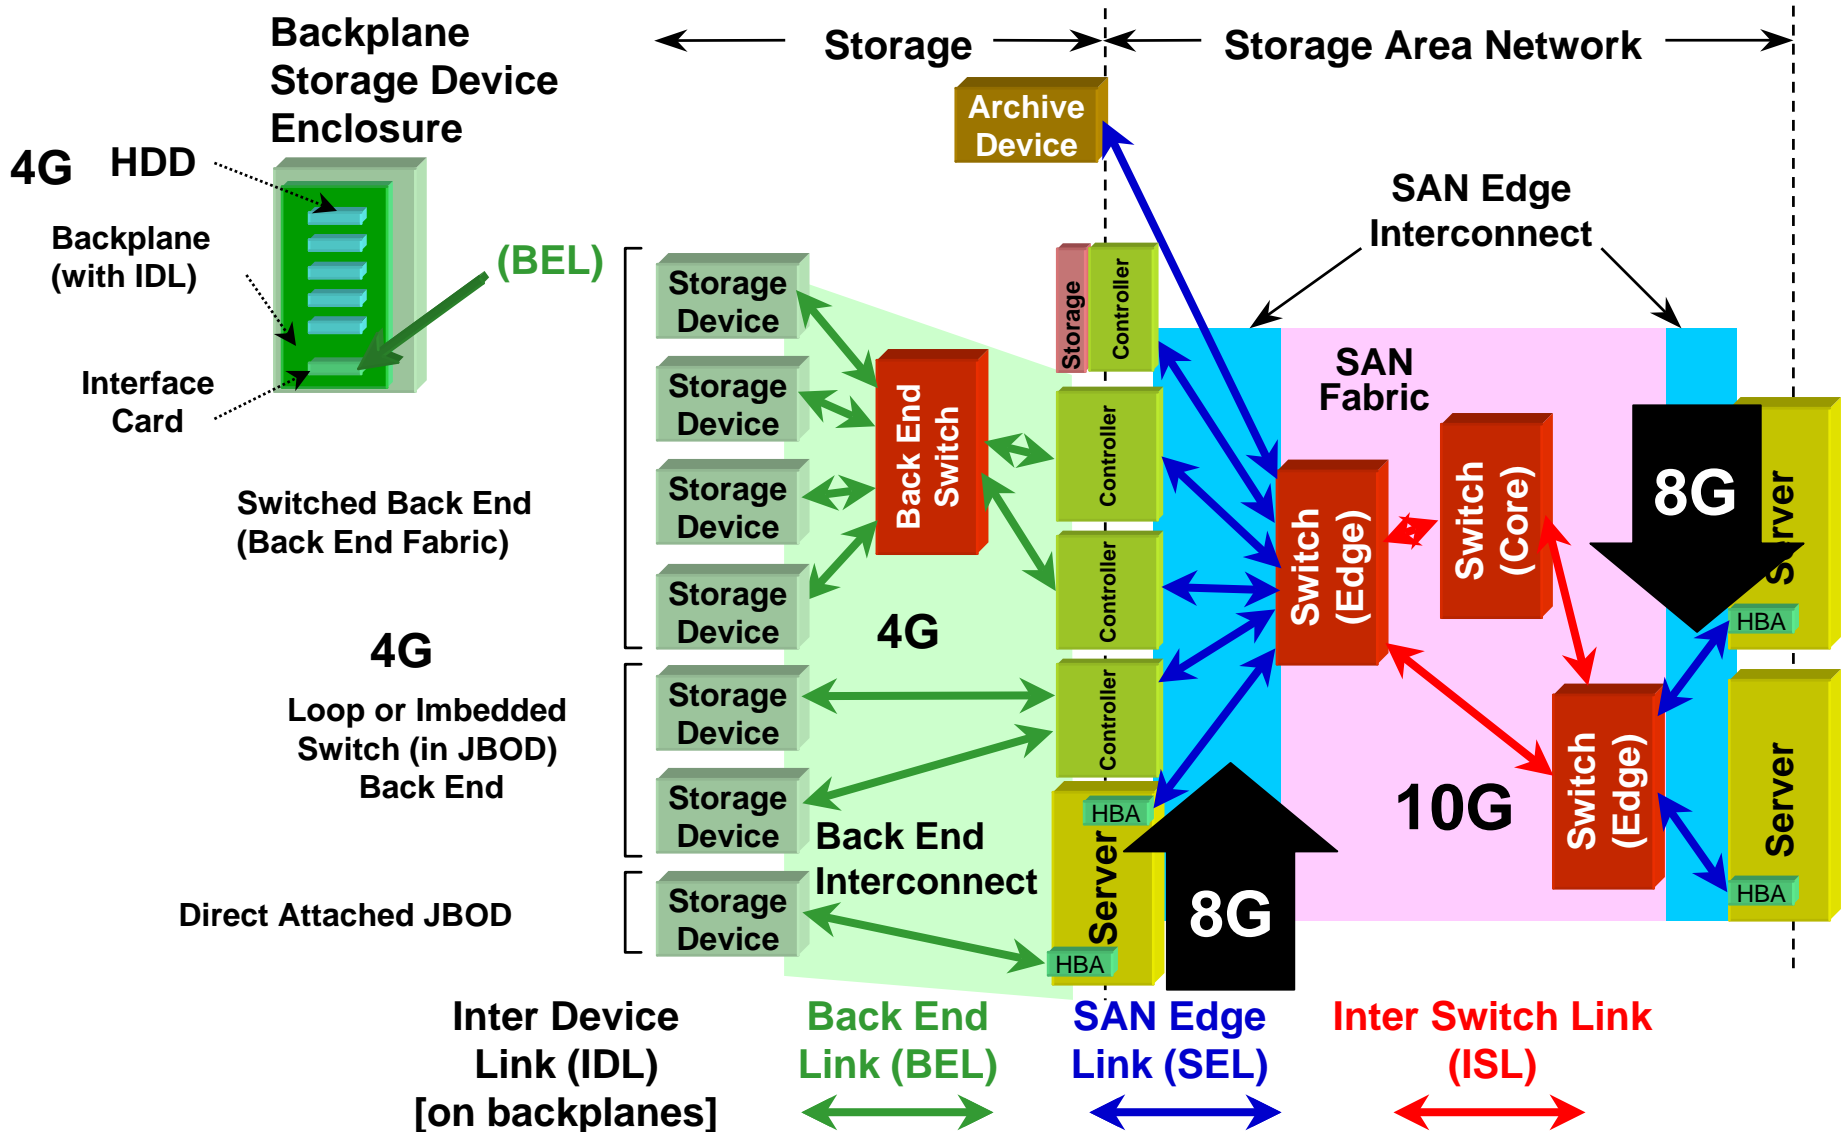 Backplane
Storage Device
Enclosure
Storage
Storage Area Network
Archive
Device
4G
HDD
SAN Edge
Interconnect
Backplane
(with IDL)
(BEL)
Interface
Card
Storage
Device
Storage
Device
Storage
Device
Storage
Device
Storage
Device
Storage
Device
Storage
Device
Back End
Switch
Storage
Controller
Controller
Controller
Controller
SAN
Fabric
Switch
(Edge)
Switch
(Core)
Switch
(Edge)
8G
Server
HBA
Server
HBA
Switched Back End
(Back End Fabric)
4G
4G
Loop or Imbedded
Switch (in JBOD)
Back End
10G
Back End
Interconnect
HBA
Server
HBA
8G
Direct Attached JBOD
Inter Device
Link (IDL)
[on backplanes]
Back End
Link (BEL)
SAN Edge
Link (SEL)
Inter Switch Link
(ISL)